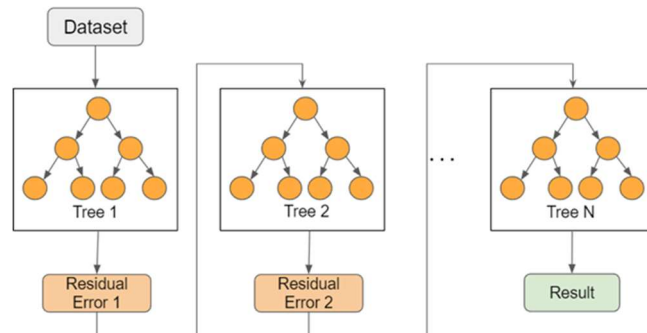 Dataset
Tree 1
Tree 2
...
Tree N
Residual
Error 1
Residual
Error 2
Result